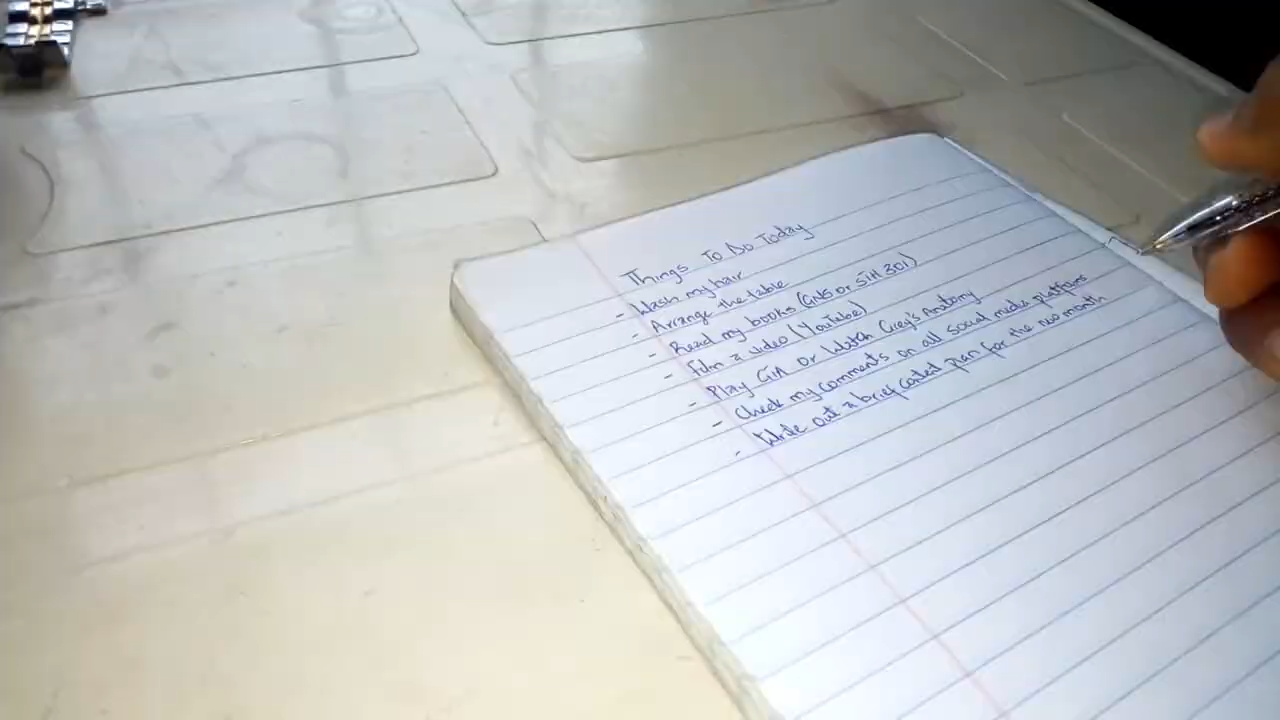 Things To Do Today
- Wash my hair
- Arrange the table
- Read my books (GNS or STH 301)
- Film a video (YouTube)
- Play GTA or Watch Grey's Anatomy
- Check my comments on all social media platforms
- Write out a brief content plan for the new month